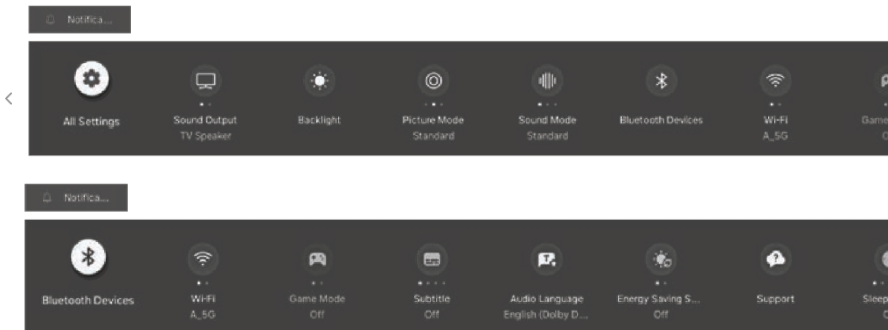 Notifica...
All Settings
Sound Output
TV Speaker
Backlight
Picture Mode
Standard
Sound Mode
Standard
Bluetooth Devices
Wi-Fi
A_5G
Game
Notifica...
Bluetooth Devices
Wi-Fi
A_5G
Game Mode
Off
Subtitle
Off
Audio Language
English (Dolby D...
Energy Saving S...
Off
Support
Sleep